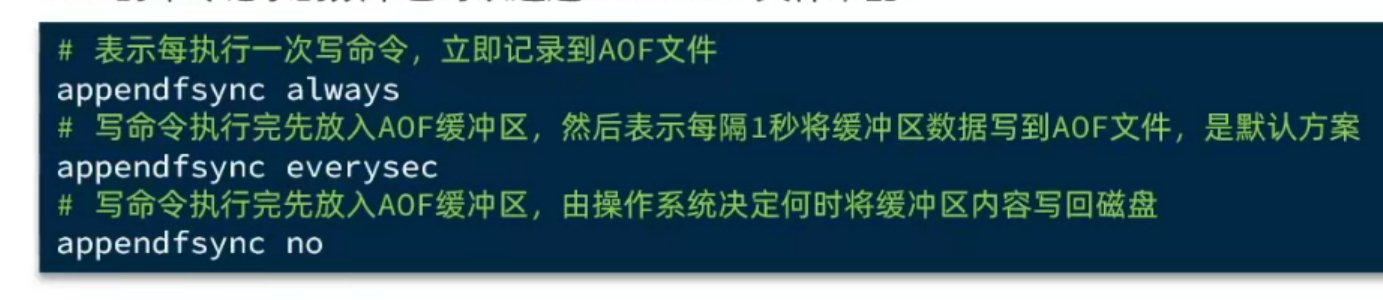 # 表示每执行一次写命令，立即记录到AOF文件
appendfsync always
# 写命令执行完先放入AOF缓冲区，然后表示每隔1秒将缓冲区数据写到AOF文件，是默认方案
appendfsync everysec
# 写命令执行完先放入AOF缓冲区，由操作系统决定何时将缓冲区内容写回磁盘
appendfsync no